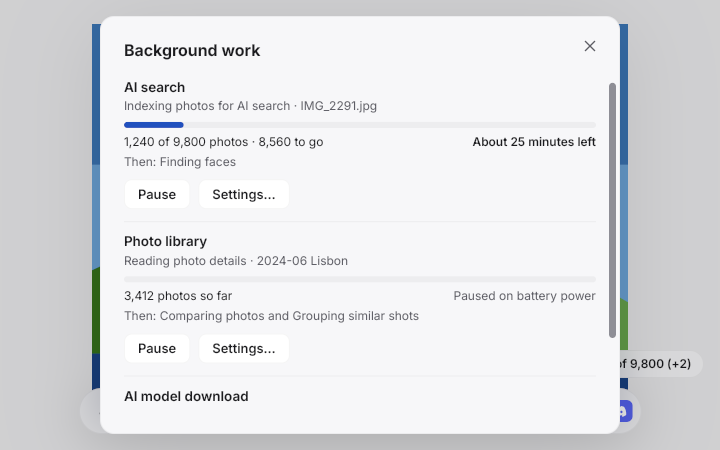 Background work
AI search
Indexing photos for AI search · IMG_2291.jpg
1,240 of 9,800 photos · 8,560 to go
About 25 minutes left
Then: Finding faces
Pause
Settings…
Photo library
Reading photo details · 2024-06 Lisbon
3,412 photos so far
Paused on battery power
Then: Comparing photos and Grouping similar shots
Pause
Settings…
of 9,800 (+2)
AI model download